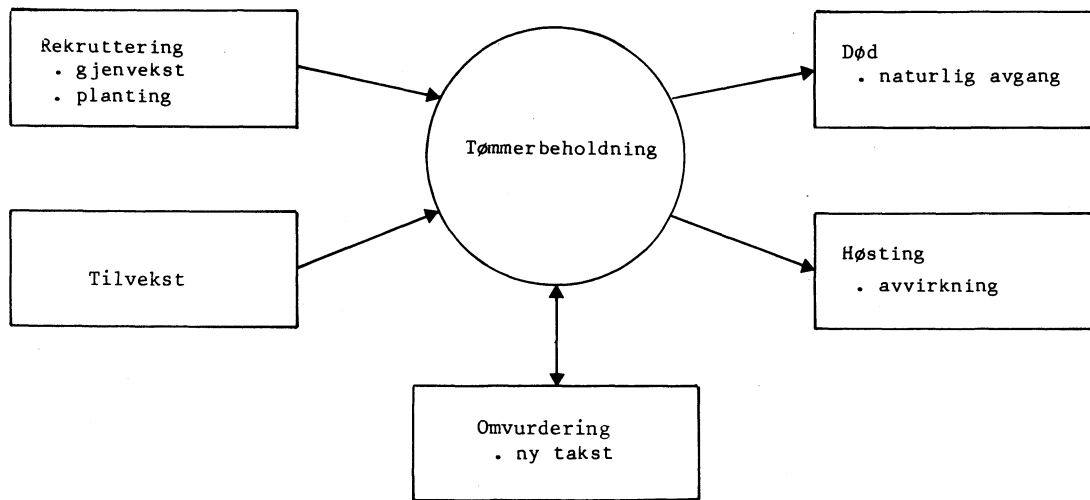 Rekruttering
. gjenvekst
. planting
Tilvekst
Tømmerbeholdning
Død
. naturlig avgang
Høsting
. avvirkning
Omvurdering
. ny takst